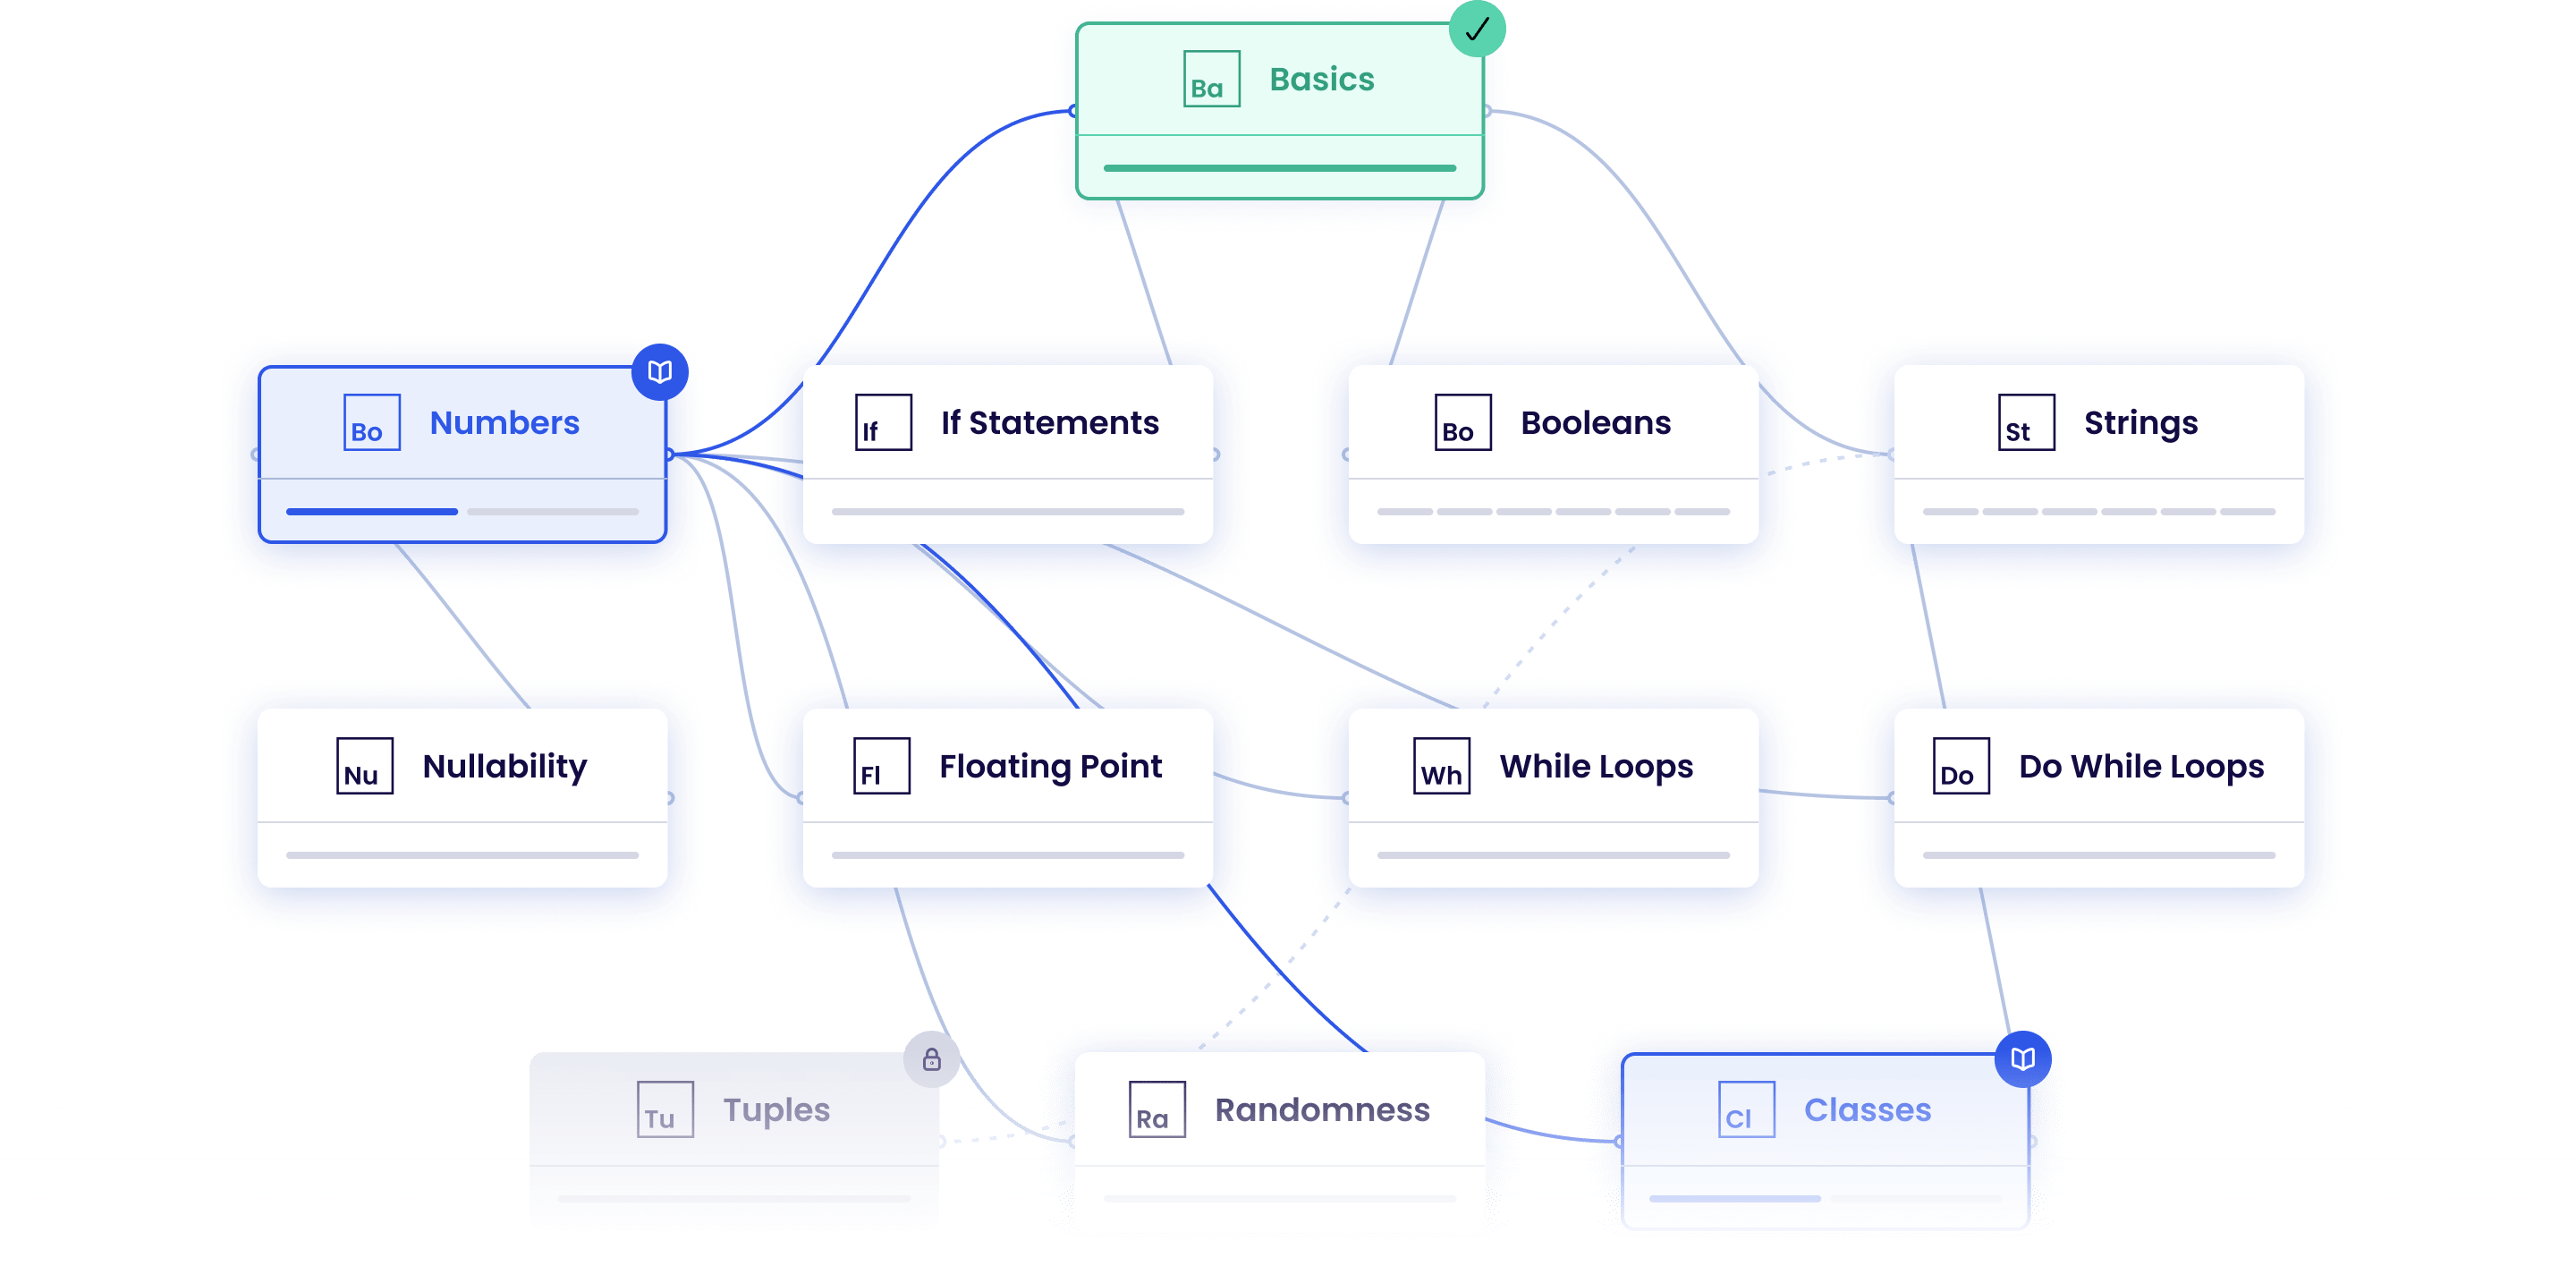 Ba Basics
Bo Numbers
If If Statements
Bo Booleans
St Strings
Nu Nullability
Fl Floating Point
Wh While Loops
Do Do While Loops
Tu Tuples
Ra Randomness
Cl Classes